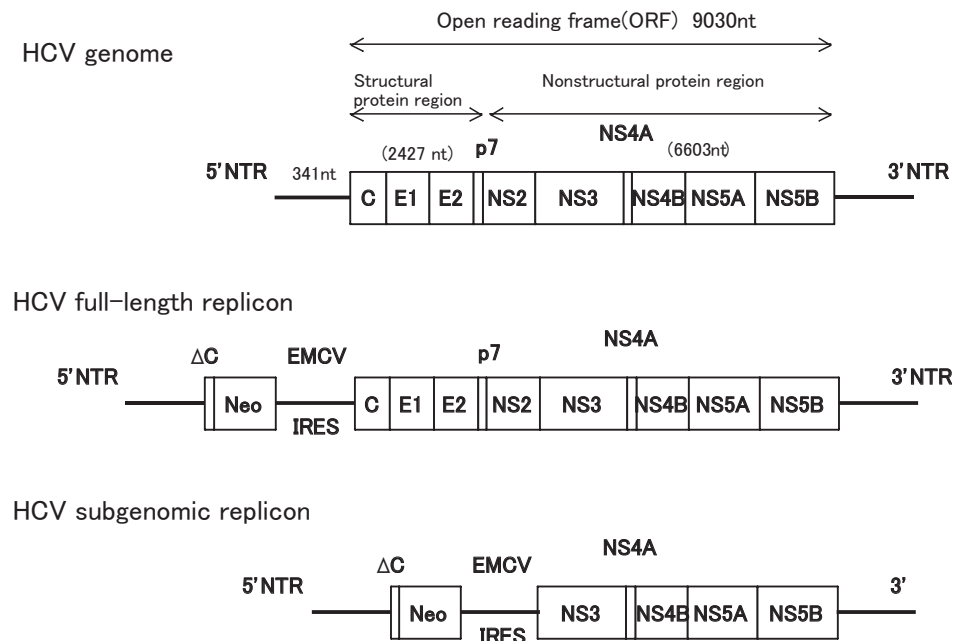 Open reading frame(ORF) 9030nt
HCV genome
Structural
protein region
Nonstructural protein region
5'NTR 341nt (2427 nt) p7 NS4A (6603nt) 3'NTR
C E1 E2 NS2 NS3 NS4B NS5A NS5B
HCV full-length replicon
5'NTR ΔC EMCV p7 NS4A 3'NTR
Neo IRES C E1 E2 NS2 NS3 NS4B NS5A NS5B
HCV subgenomic replicon
5'NTR ΔC EMCV NS4A 3'
Neo IRES NS3 NS4B NS5A NS5B